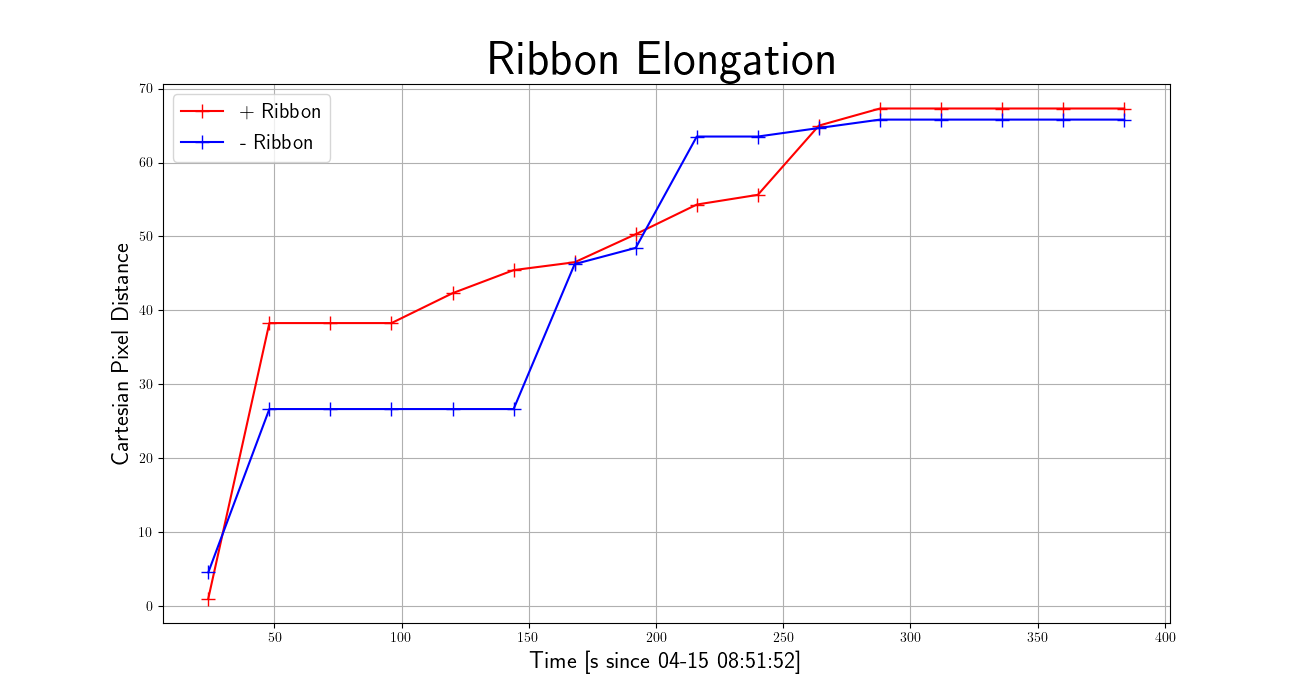 Ribbon Elongation
+ Ribbon
- Ribbon
Cartesian Pixel Distance
70
60
50
40
30
20
10
0
50 100 150 200 250 300 350 400
Time [s since 04-15 08:51:52]